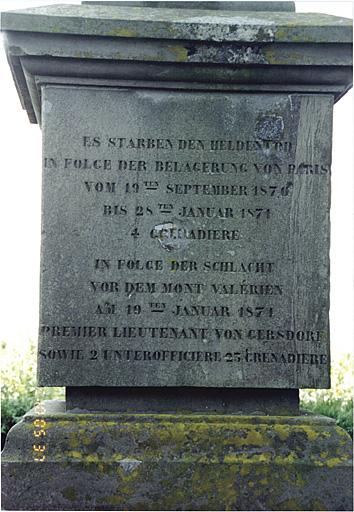 ES STARBEN DEN HELDENTOD
IN FOLGE DER BELAGERUNG VON PARIS
VOM 19TEN SEPTEMBER 1870
BIS 28TEN JANUAR 1871
4 GRENADIERE
IN FOLGE DER SCHLACHT
VOR DEM MONT VALÉRIEN
AM 19TEN JANUAR 1871
PREMIER LIEUTENANT VON GERSDORF
SOWIE 2 UNTEROFFICIERE 25 GRENADIERE